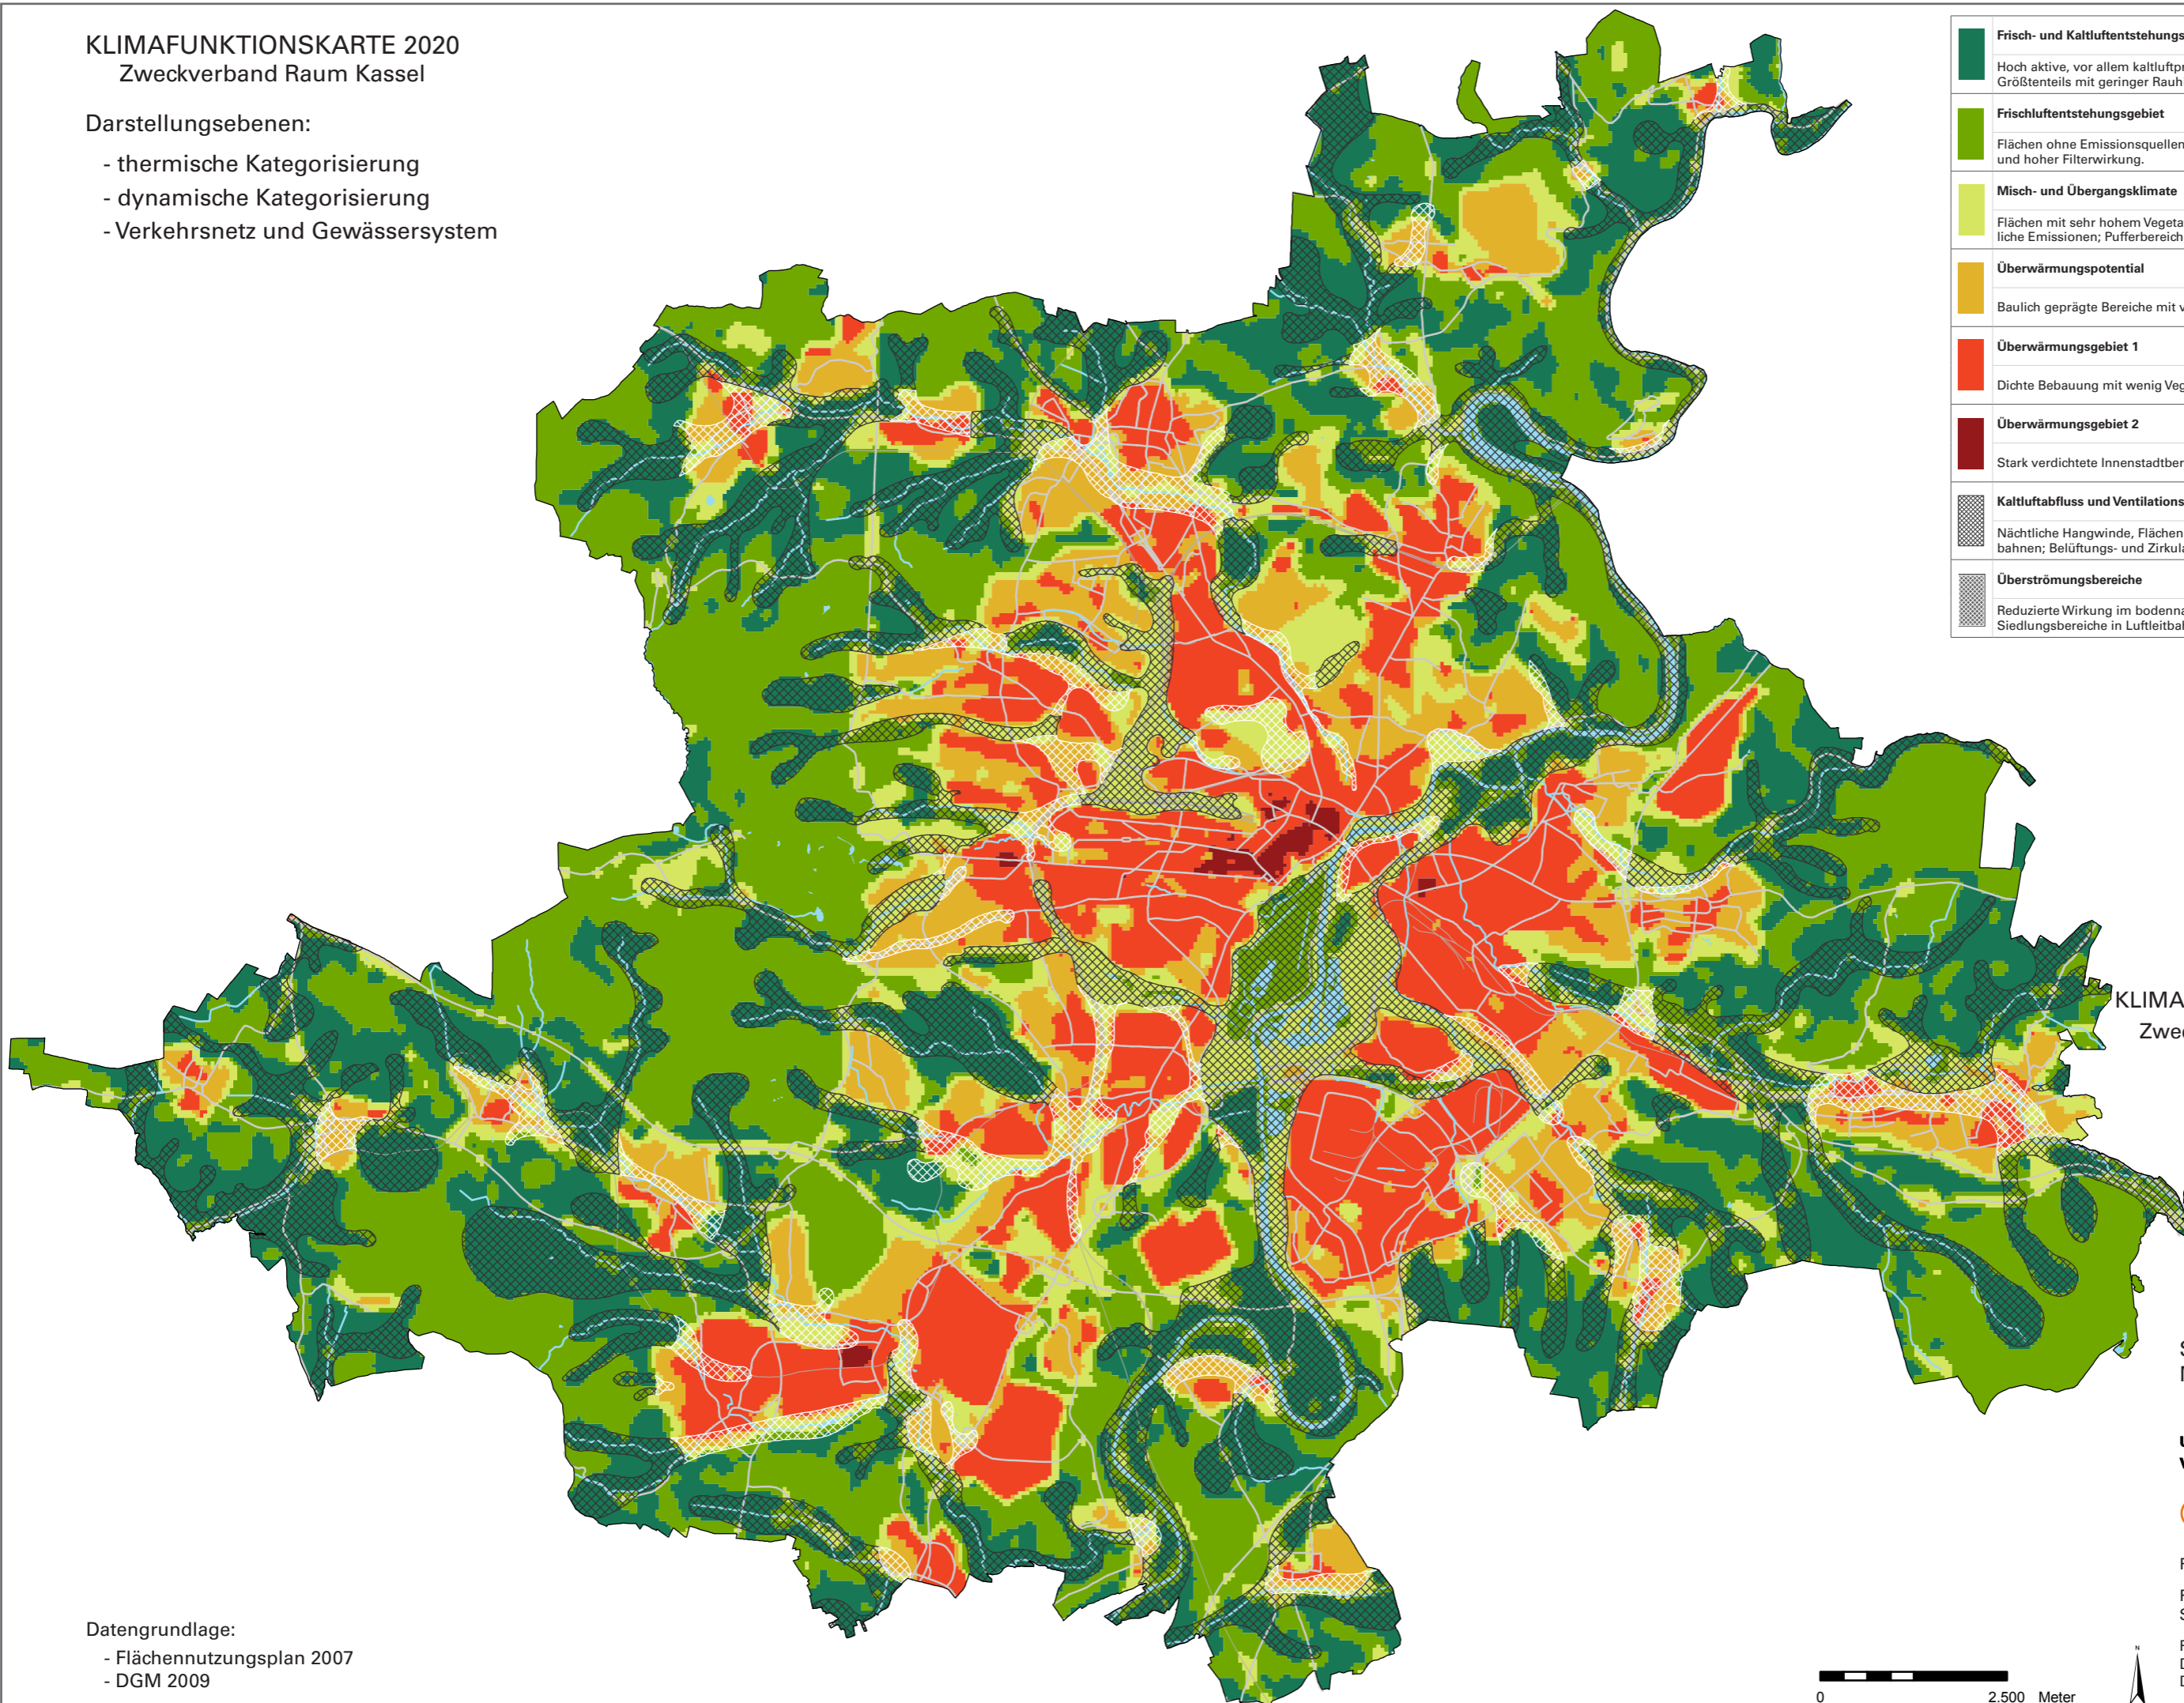 KLIMAFUNKTIONSKARTE 2020
Zweckverband Raum Kassel
Darstellungsebenen:
- thermische Kategorisierung
- dynamische Kategorisierung
- Verkehrsnetz und Gewässersystem
Frisch- und Kaltluftentstehungs
Hoch aktive, vor allem kaltluftpr
Größtenteils mit geringer Rauh
Frischluftentstehungsgebiet
Flächen ohne Emissionsquellen
und hoher Filterwirkung.
Misch- und Übergangsklimate
Flächen mit sehr hohem Vegeta
liche Emissionen; Pufferbereich
Überwärmungspotential
Baulich geprägte Bereiche mit v
Überwärmungsgebiet 1
Dichte Bebauung mit wenig Veg
Überwärmungsgebiet 2
Stark verdichtete Innenstadtber
Kaltluftabfluss und Ventilations
Nächtliche Hangwinde, Flächen
bahnen; Belüftungs- und Zirkula
Überströmungsbereiche
Reduzierte Wirkung im bodenna
Siedlungsbereiche in Luftleitbal
KLIMA
Zwec
Datengrundlage:
- Flächennutzungsplan 2007
- DGM 2009
N
0 2.500 Meter